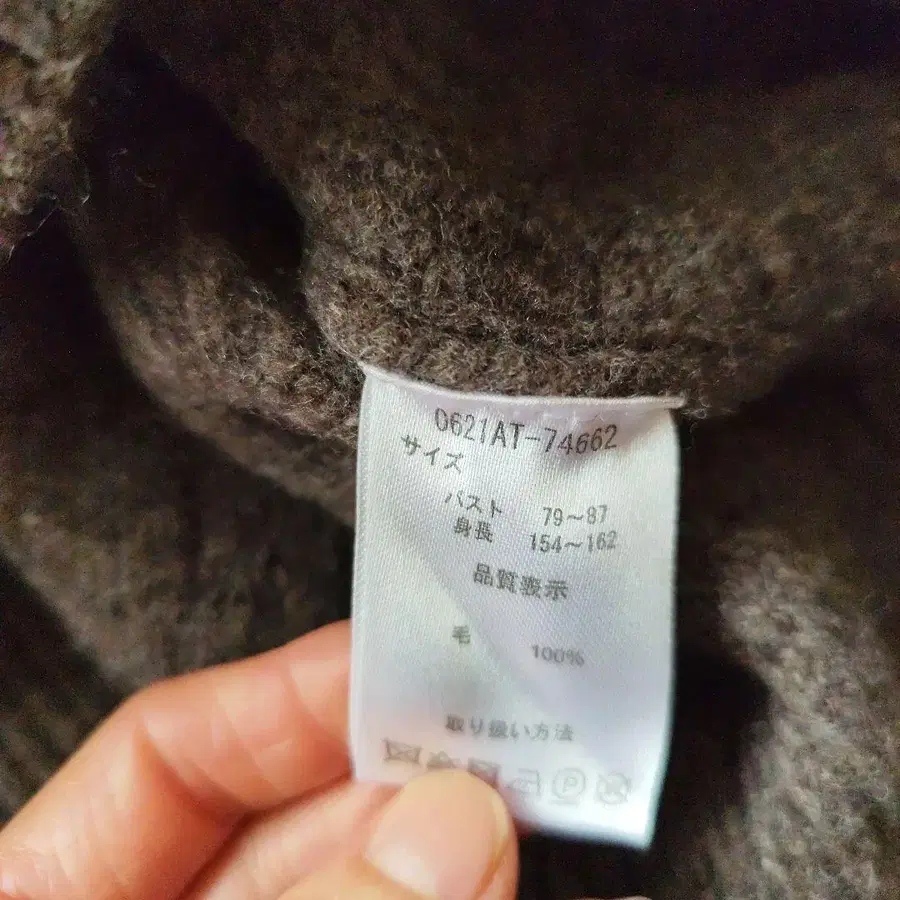 0621AT-74662
サイズ
バスト 79~87
身長 154~162
品質表示
毛 100%
取り扱い方法
P